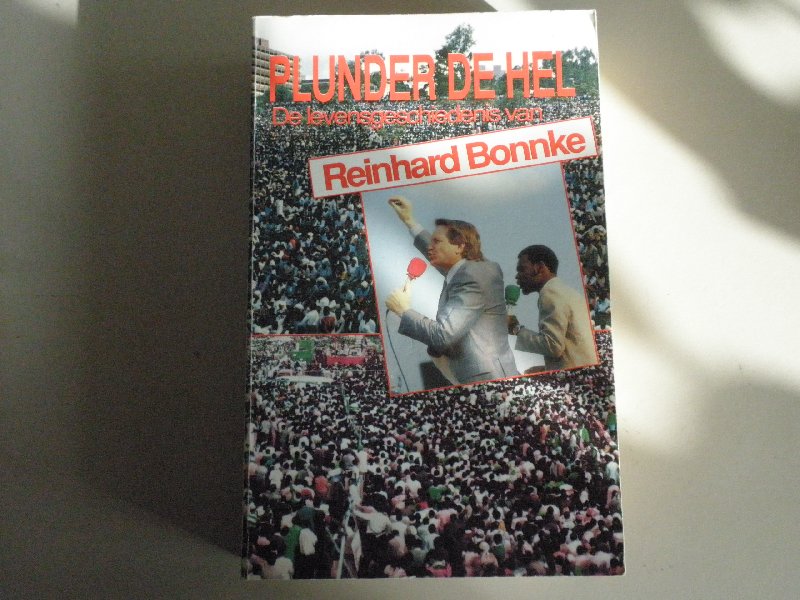 PLUNDER DE HEL
De levensgeschiedenis van
Reinhard Bonnke